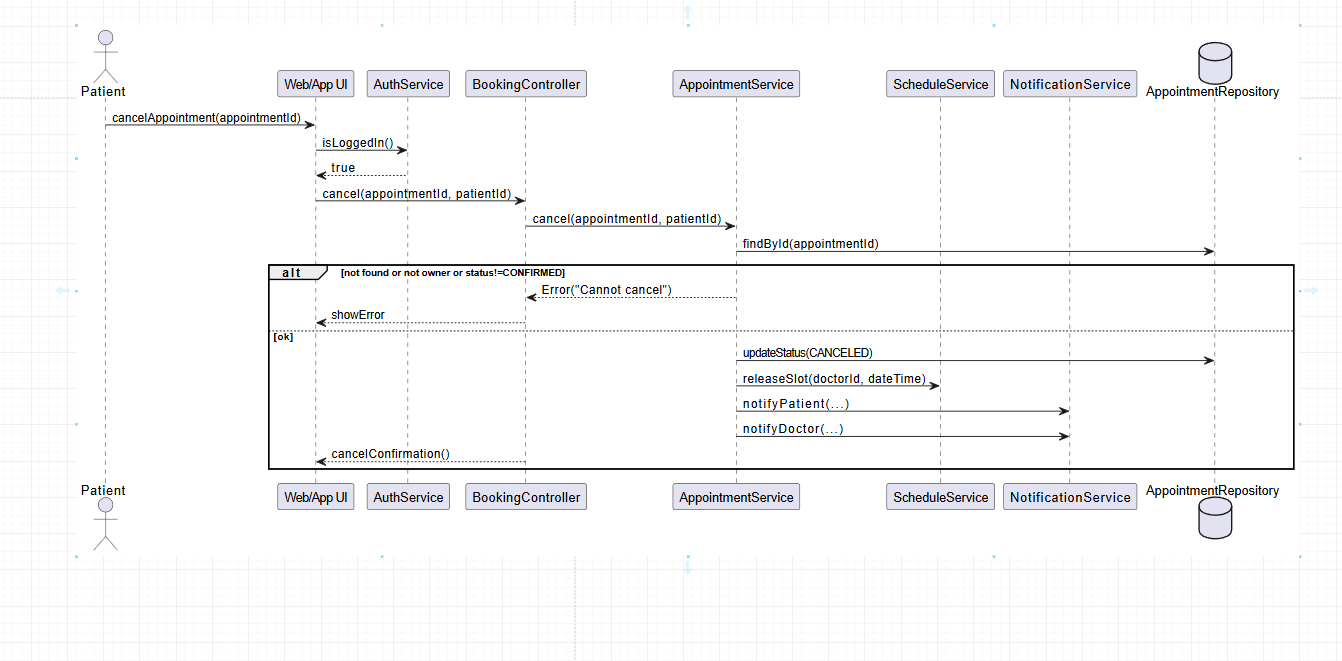 Patient
Web/App UI
AuthService
BookingController
AppointmentService
ScheduleService
NotificationService
AppointmentRepository
cancelAppointment(appointmentId)
isLoggedIn()
true
cancel(appointmentId, patientId)
cancel(appointmentId, patientId)
findById(appointmentId)
alt
[not found or not owner or status!=CONFIRMED]
Error("Cannot cancel")
showError
[ok]
updateStatus(CANCELED)
releaseSlot(doctorId, dateTime)
notifyPatient(...)
notifyDoctor(...)
cancelConfirmation()
Patient
Web/App UI
AuthService
BookingController
AppointmentService
ScheduleService
NotificationService
AppointmentRepository